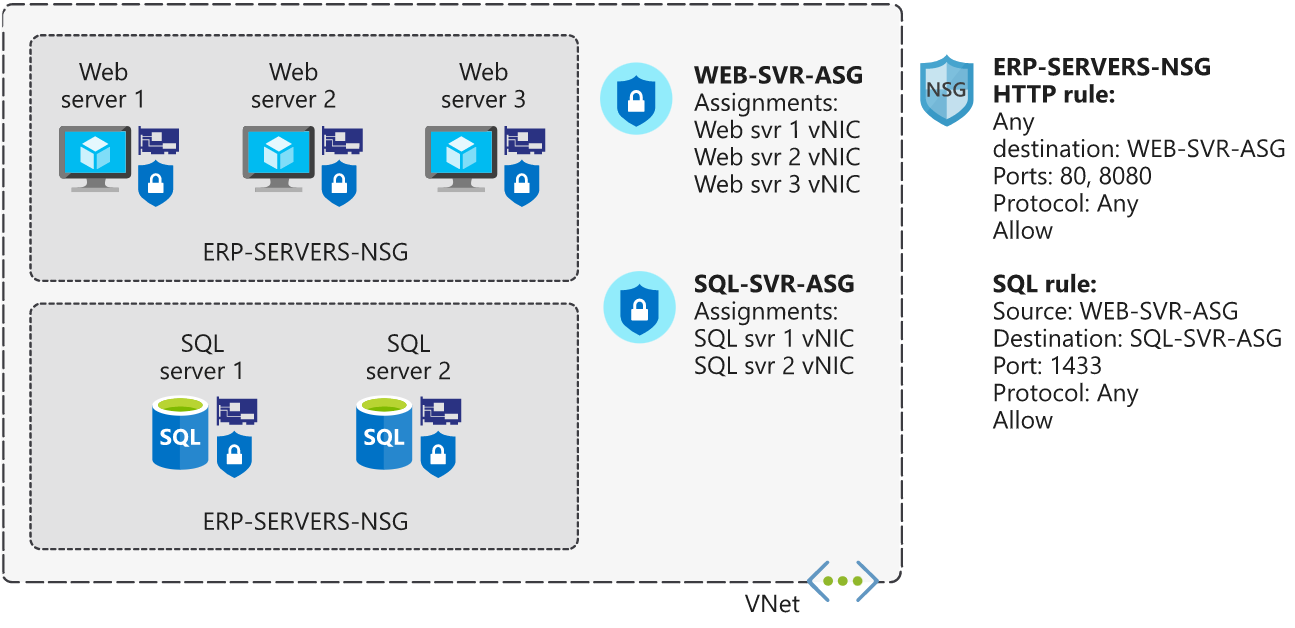 Web
server 1
Web
server 2
Web
server 3
ERP-SERVERS-NSG
SQL
server 1
SQL
server 2
SQL
SQL
ERP-SERVERS-NSG
WEB-SVR-ASG
Assignments:
Web svr 1 vNIC
Web svr 2 vNIC
Web svr 3 vNIC
SQL-SVR-ASG
Assignments:
SQL svr 1 vNIC
SQL svr 2 vNIC
VNet
NSG
ERP-SERVERS-NSG
HTTP rule:
Any
destination: WEB-SVR-ASG
Ports: 80, 8080
Protocol: Any
Allow
SQL rule:
Source: WEB-SVR-ASG
Destination: SQL-SVR-ASG
Port: 1433
Protocol: Any
Allow